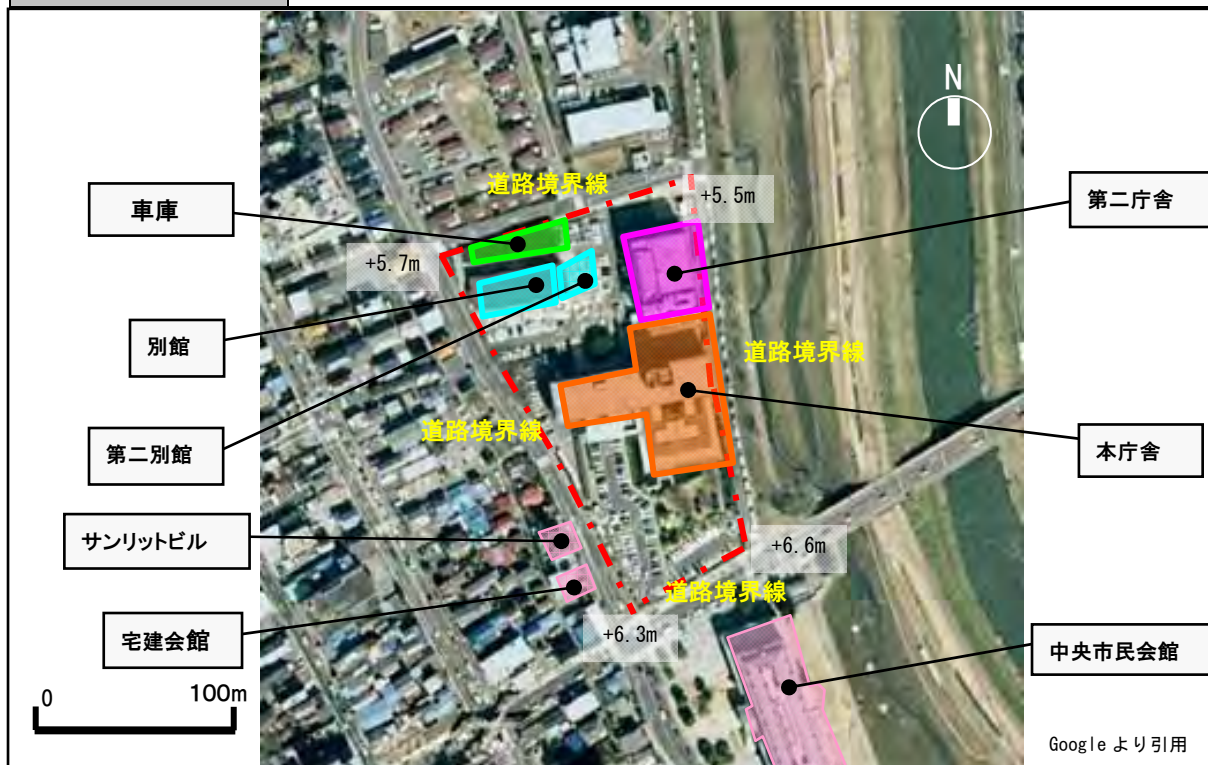 N
道路境界線
+5.5m
車庫
第二庁舎
+5.7m
別館
道路境界線
道路境界線
第二別館
本庁舎
サンリットビル
+6.6m
道路境界線
宅建会館
+6.3m
中央市民会館
0 100m
Google より引用